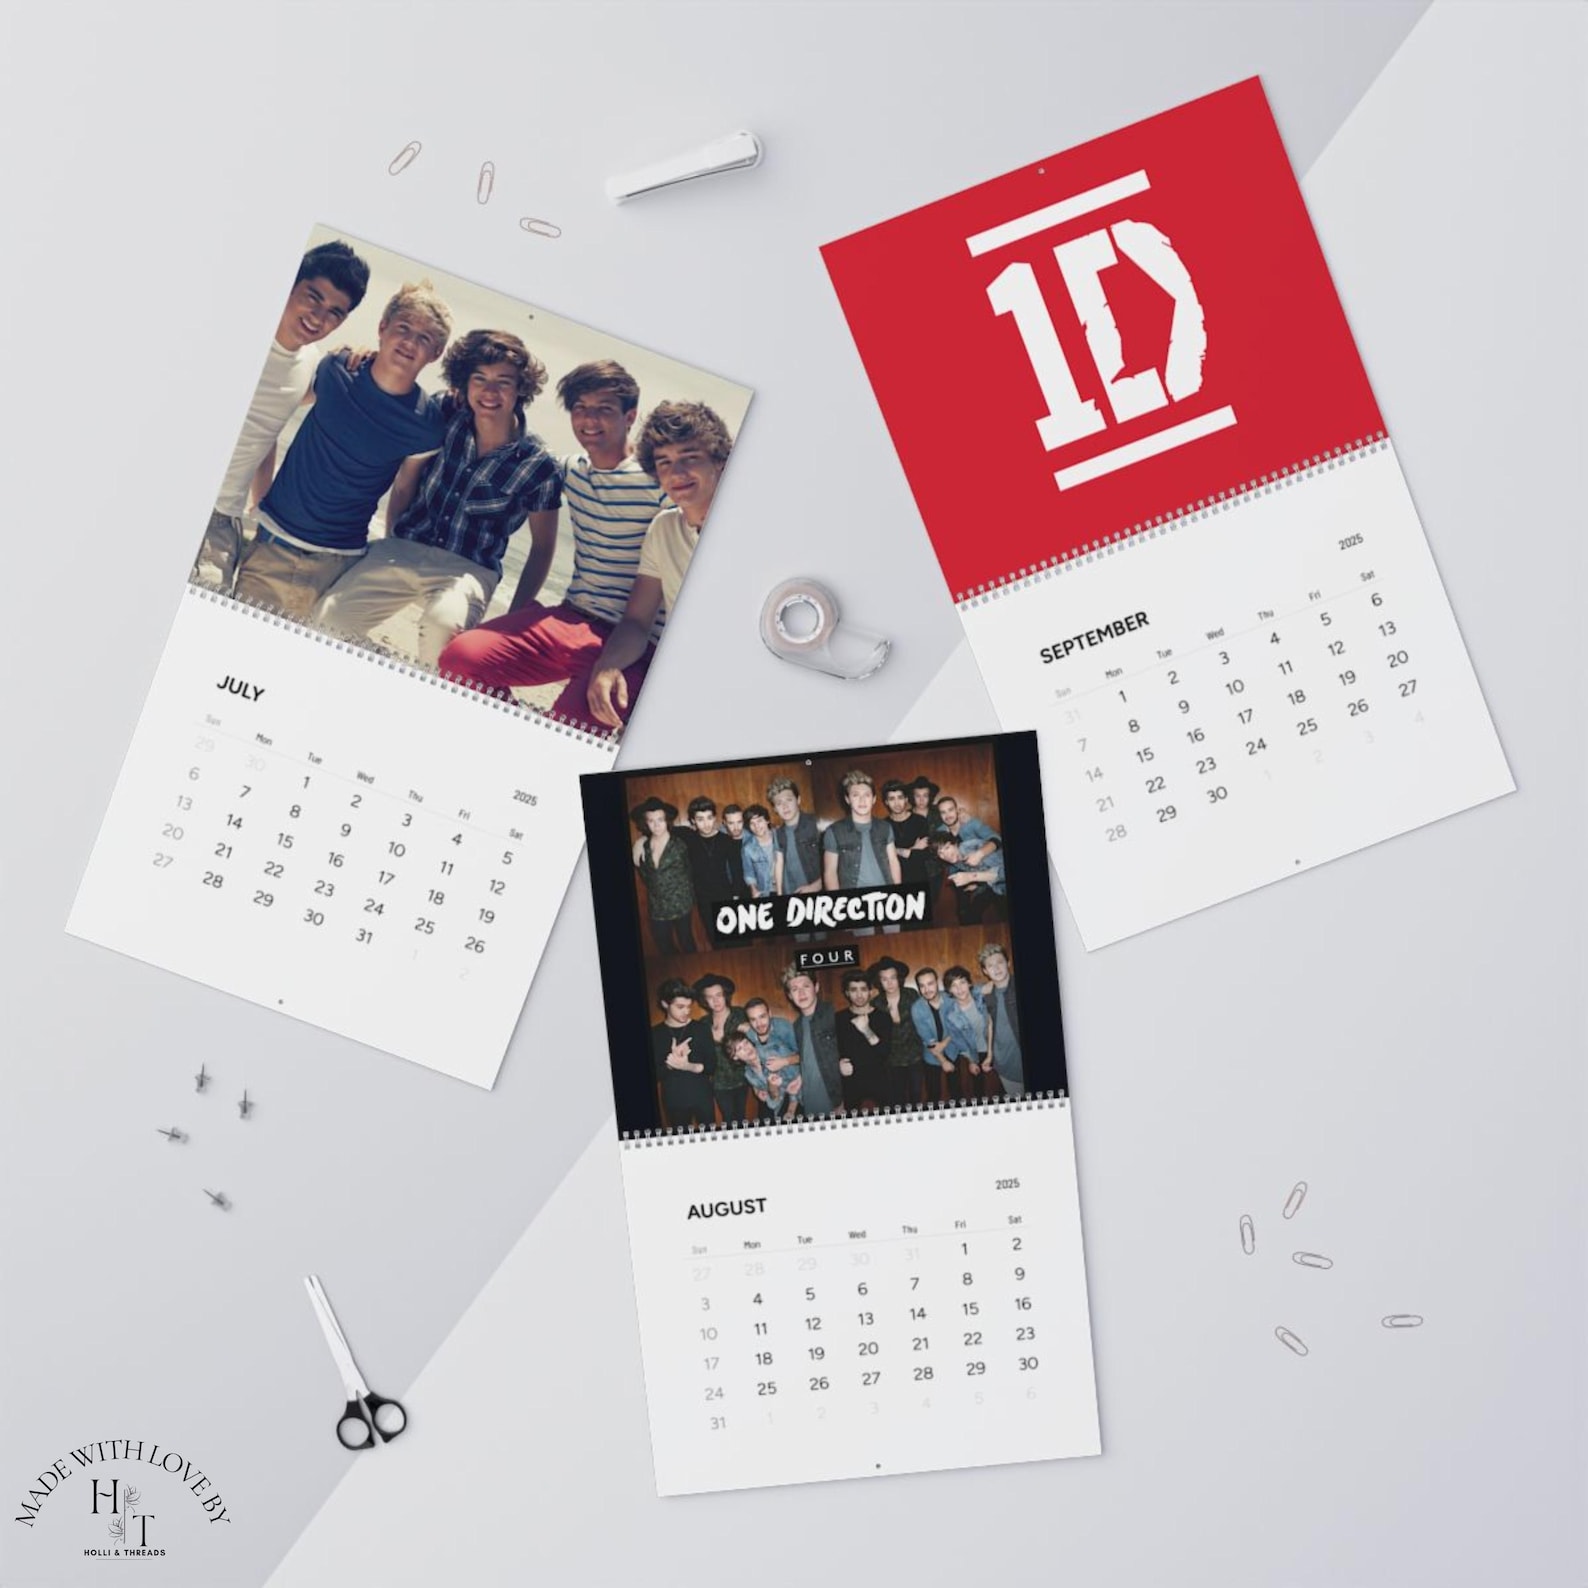 JULY
2025
Sun Mon Tue Wed Thu Fri Sat
29 30 1 2 3 4 5
6 7 8 9 10 11 12
13 14 15 16 17 18 19
20 21 22 23 24 25 26
27 28 29 30 31 1 2
1D
SEPTEMBER
2025
Sun Mon Tue Wed Thu Fri Sat
31 1 2 3 4 5 6
7 8 9 10 11 12 13
14 15 16 17 18 19 20
21 22 23 24 25 26 27
28 29 30 1 2 3 4
ONE DIRECTION
FOUR
AUGUST
2025
Sun Mon Tue Wed Thu Fri Sat
27 28 29 30 31 1 2
3 4 5 6 7 8 9
10 11 12 13 14 15 16
17 18 19 20 21 22 23
24 25 26 27 28 29 30
31 1 2 3 4 5 6
MADE WITH LOVE BY
H T
HOLLI & THREADS